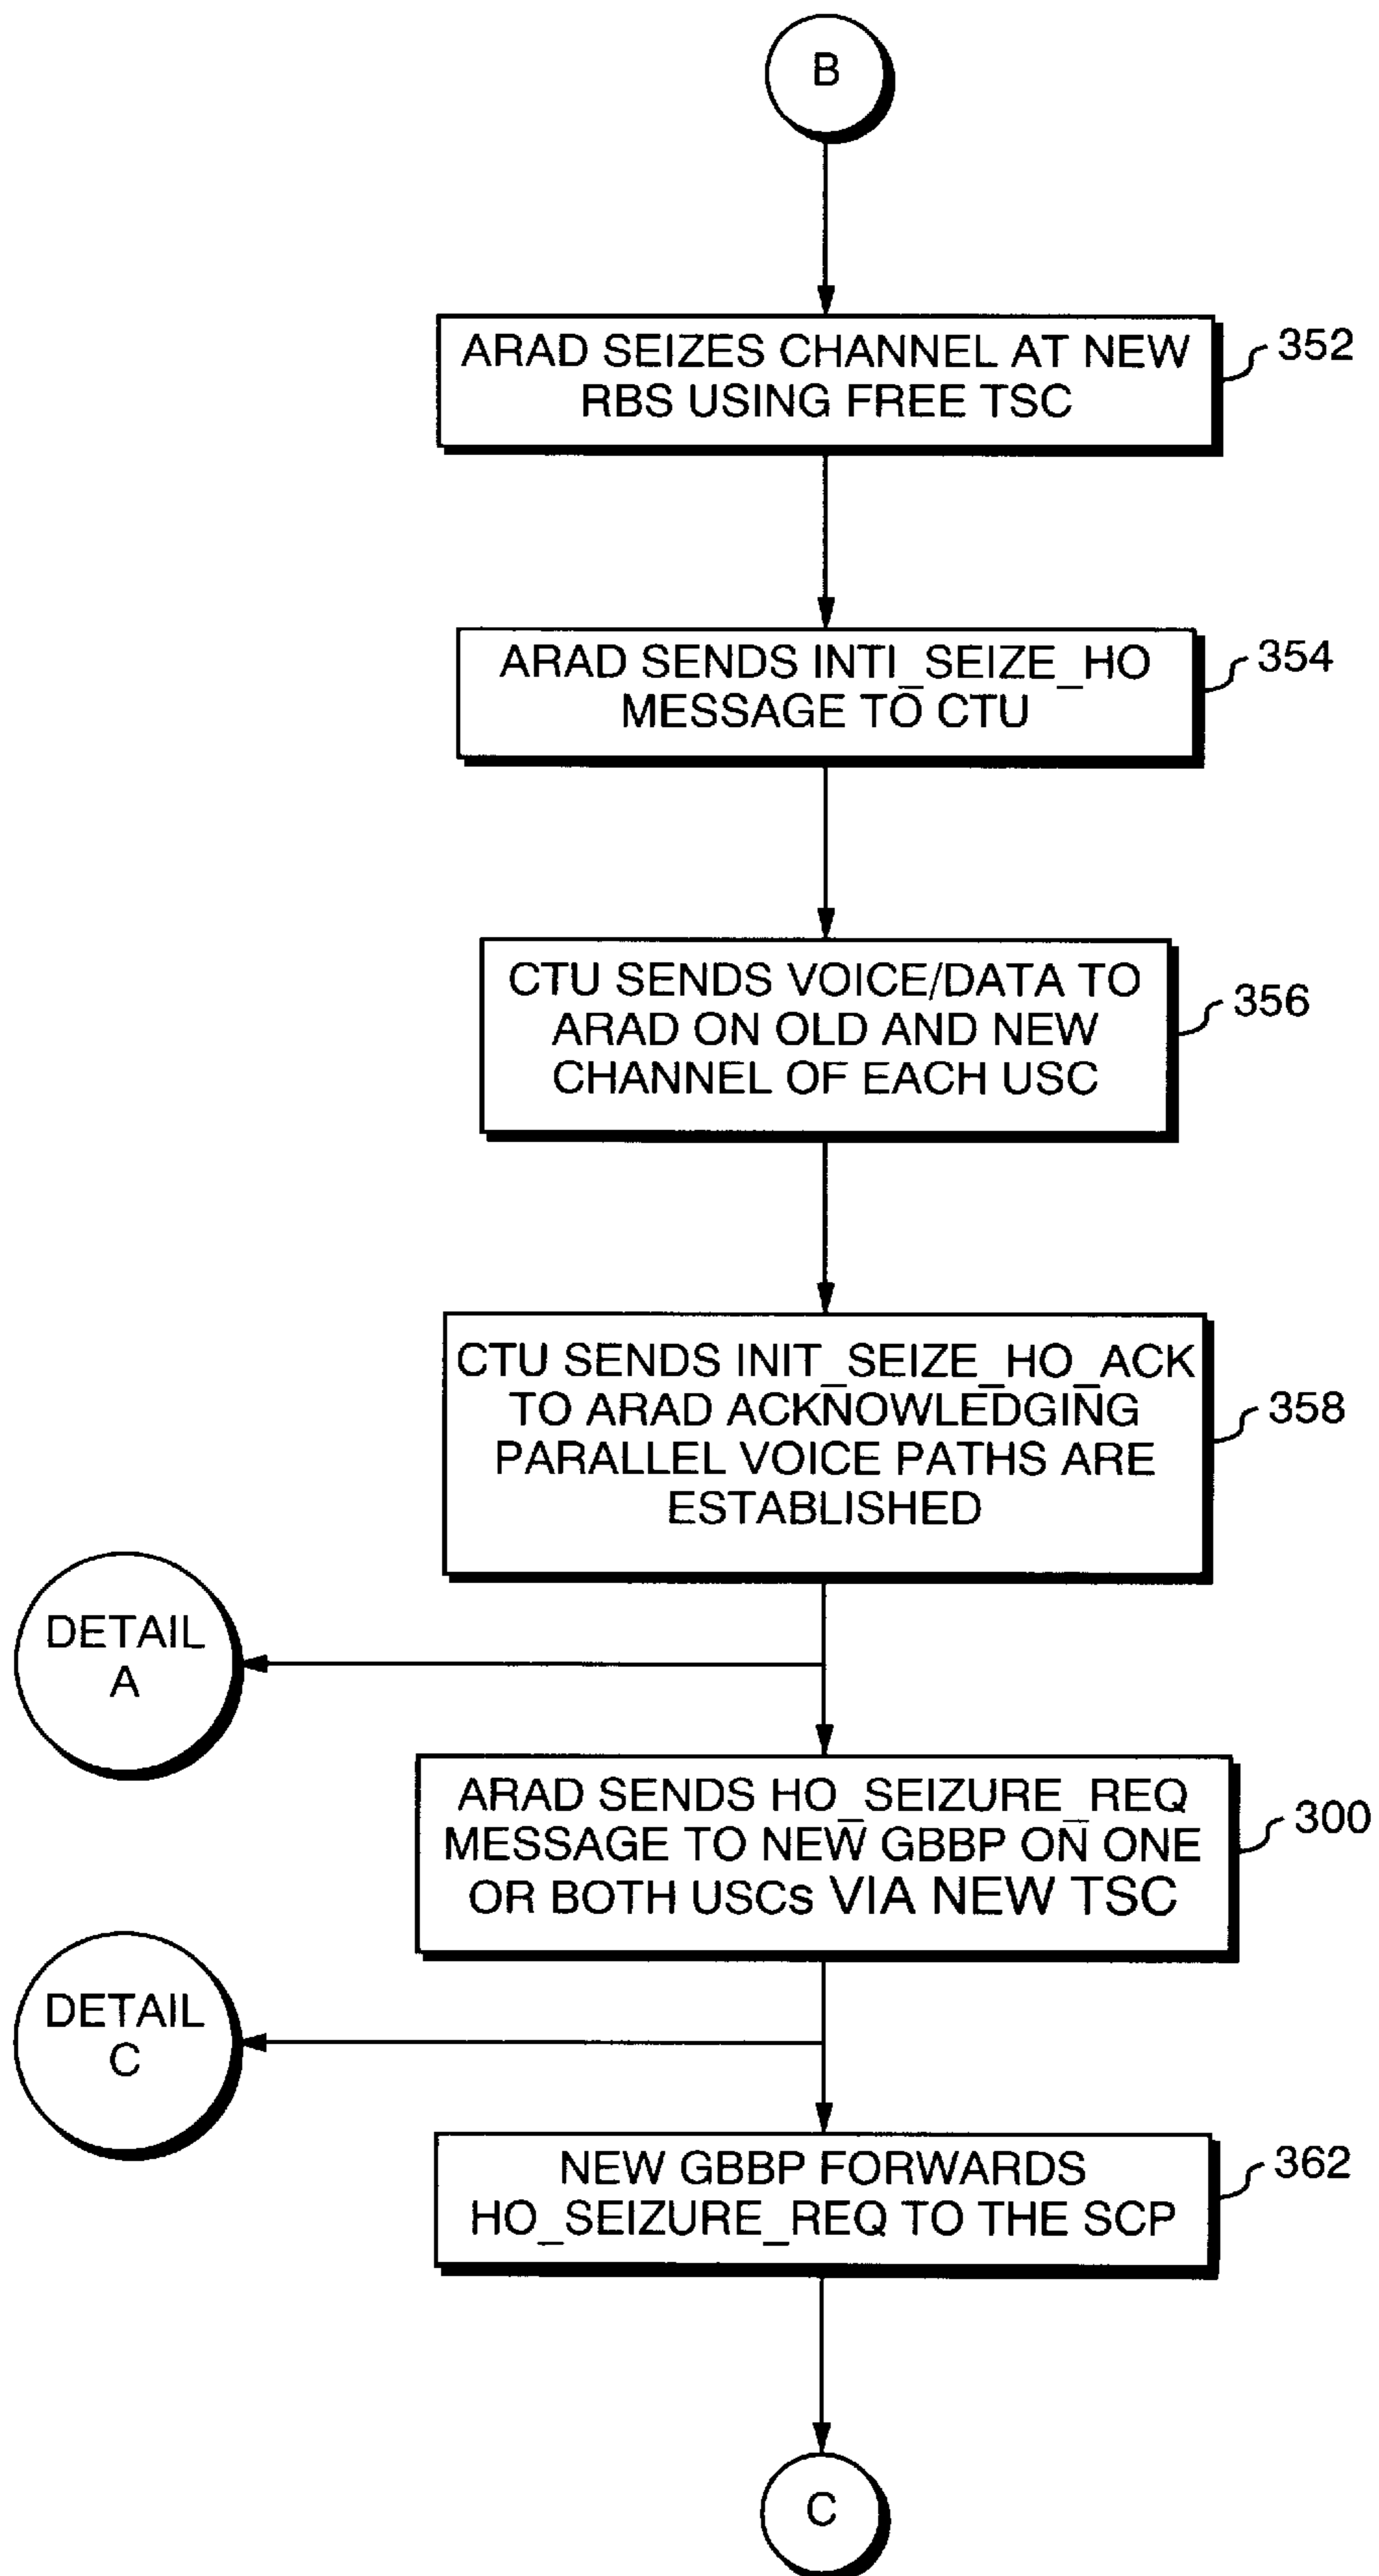 B
ARAD SEIZES CHANNEL AT NEW
RBS USING FREE TSC
352
ARAD SENDS INTI_SEIZE_HO
MESSAGE TO CTU
354
CTU SENDS VOICE/DATA TO
ARAD ON OLD AND NEW
CHANNEL OF EACH USC
356
CTU SENDS INIT_SEIZE_HO_ACK
TO ARAD ACKNOWLEDGING
PARALLEL VOICE PATHS ARE
ESTABLISHED
358
DETAIL
A
ARAD SENDS HO_SEIZURE_REQ
MESSAGE TO NEW GBBP ON ONE
OR BOTH USCs VIA NEW TSC
300
DETAIL
C
NEW GBBP FORWARDS
HO_SEIZURE_REQ TO THE SCP
362
C